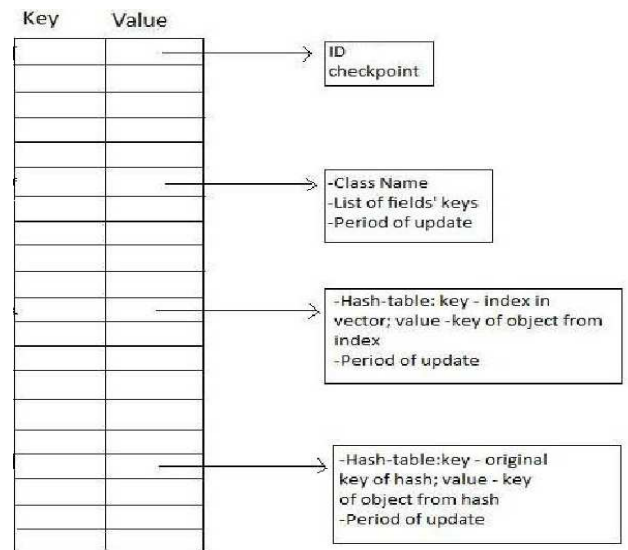 Key Value
ID
checkpoint
-Class Name
-List of fields' keys
-Period of update
-Hash-table: key - index in
vector; value -key of object from
index
-Period of update
-Hash-table:key - original
key of hash; value - key
of object from hash
-Period of update